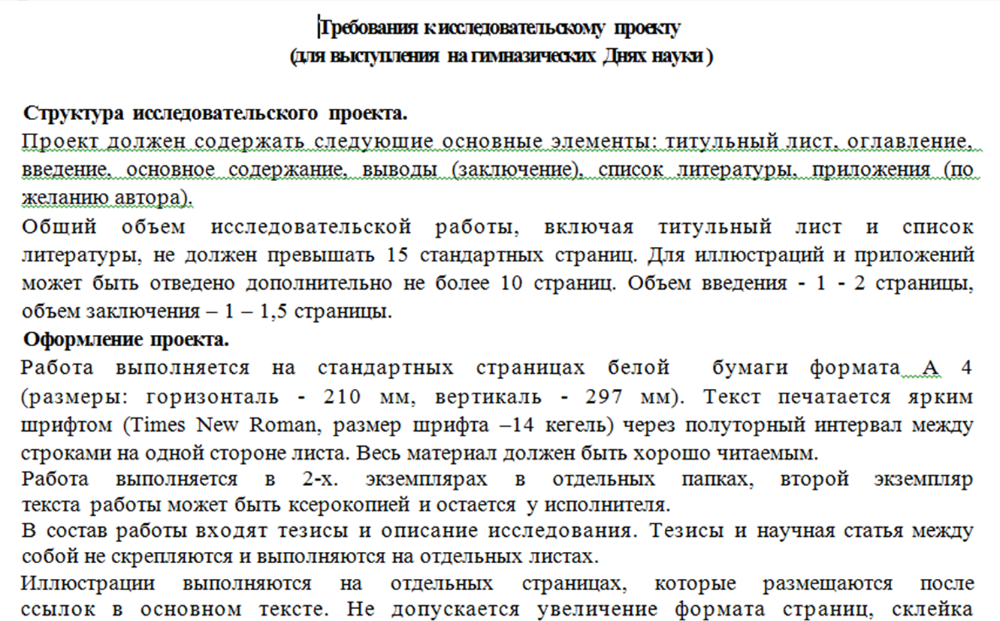 Требования к исследовательскому проекту
(для выступления на гимназических Днях науки )
Структура исследовательского проекта.
Проект должен содержать следующие основные элементы: титульный лист, оглавление,
введение, основное содержание, выводы (заключение), список литературы, приложения (по
желанию автора).
Общий объем исследовательской работы, включая титульный лист и список
литературы, не должен превышать 15 стандартных страниц. Для иллюстраций и приложений
может быть отведено дополнительно не более 10 страниц. Объем введения - 1 - 2 страницы,
объем заключения – 1 – 1,5 страницы.
Оформление проекта.
Работа выполняется на стандартных страницах белой бумаги формата А 4
(размеры: горизонталь - 210 мм, вертикаль - 297 мм). Текст печатается ярким
шрифтом (Times New Roman, размер шрифта –14 кегель) через полуторный интервал между
строками на одной стороне листа. Весь материал должен быть хорошо читаемым.
Работа выполняется в 2-х. экземплярах в отдельных папках, второй экземпляр
текста работы может быть ксерокопией и остается у исполнителя.
В состав работы входят тезисы и описание исследования. Тезисы и научная статья между
собой не скрепляются и выполняются на отдельных листах.
Иллюстрации выполняются на отдельных страницах, которые размещаются после
ссылок в основном тексте. Не допускается увеличение формата страниц, склейка